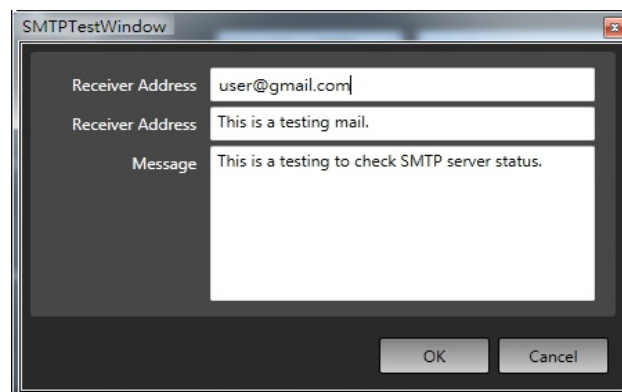 SMTPTestWindow
Receiver Address user@gmail.com
Receiver Address This is a testing mail.
Message This is a testing to check SMTP server status.
OK Cancel